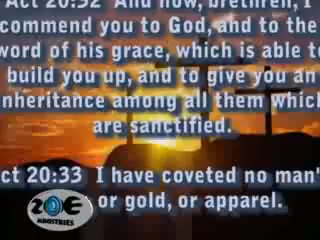 Act 20:32 And now, brethren, I
commend you to God, and to the
word of his grace, which is able to
build you up, and to give you an
inheritance among all them which
are sanctified.
Act 20:33 I have coveted no man's
or gold, or apparel.
ZOE
MINISTRIES